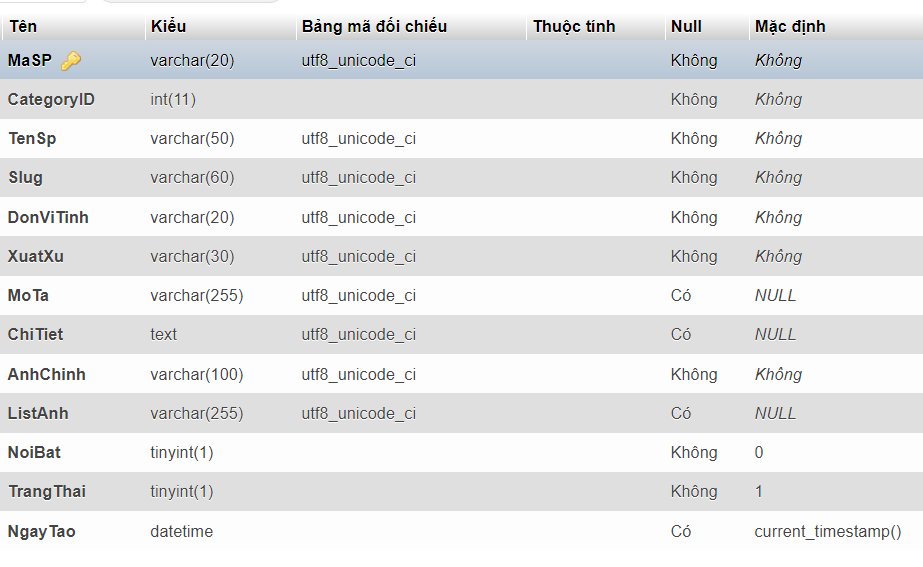 Tên Kiểu Bảng mã đối chiếu Thuộc tính Null Mặc định
MaSP varchar(20) utf8_unicode_ci Không Không
CategoryID int(11) Không Không
TenSp varchar(50) utf8_unicode_ci Không Không
Slug varchar(60) utf8_unicode_ci Không Không
DonViTinh varchar(20) utf8_unicode_ci Không Không
XuatXu varchar(30) utf8_unicode_ci Không Không
MoTa varchar(255) utf8_unicode_ci Có NULL
ChiTiet text utf8_unicode_ci Có NULL
AnhChinh varchar(100) utf8_unicode_ci Không Không
ListAnh varchar(255) utf8_unicode_ci Có NULL
NoiBat tinyint(1) Không 0
TrangThai tinyint(1) Không 1
NgayTao datetime Có current_timestamp()